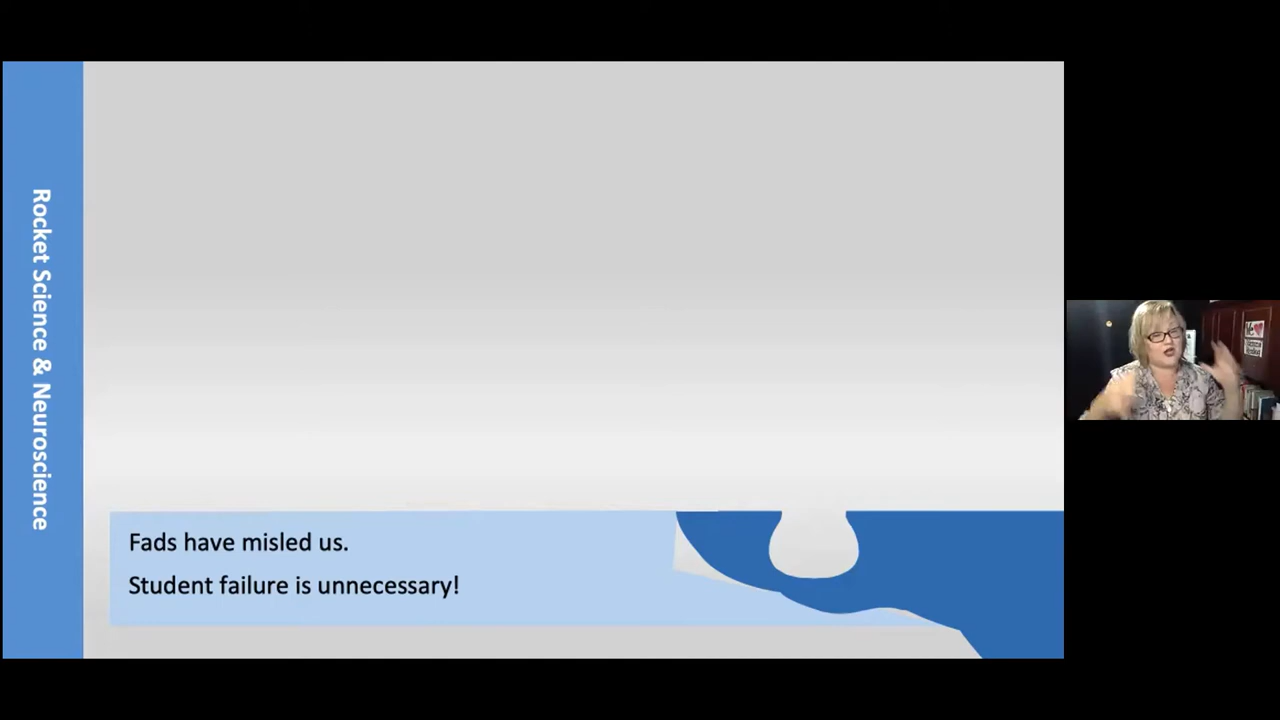 Rocket Science & Neuroscience
Fads have misled us.
Student failure is unnecessary!